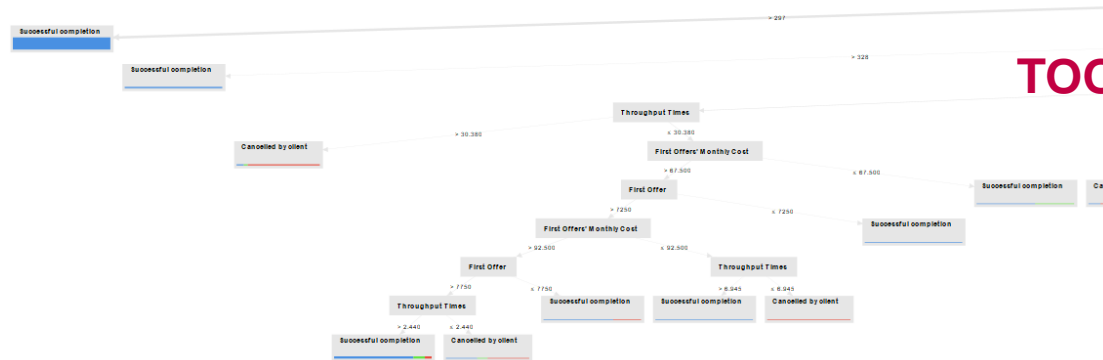 > 297
Successful completion
> 328
Successful completion
TOO
Throughput Times
> 30.380
≤ 30.380
Cancelled by client
First Offers' Monthly Cost
> 67.500
≤ 67.500
First Offer
Successful completion
Ca
> 7250
≤ 7250
First Offers' Monthly Cost
Successful completion
> 92.500
≤ 92.500
First Offer
Throughput Times
> 7750
≤ 7750
> 6.945
≤ 6.945
Throughput Times
Successful completion
Successful completion
Cancelled by client
> 2.440
≤ 2.440
Successful completion
Cancelled by client